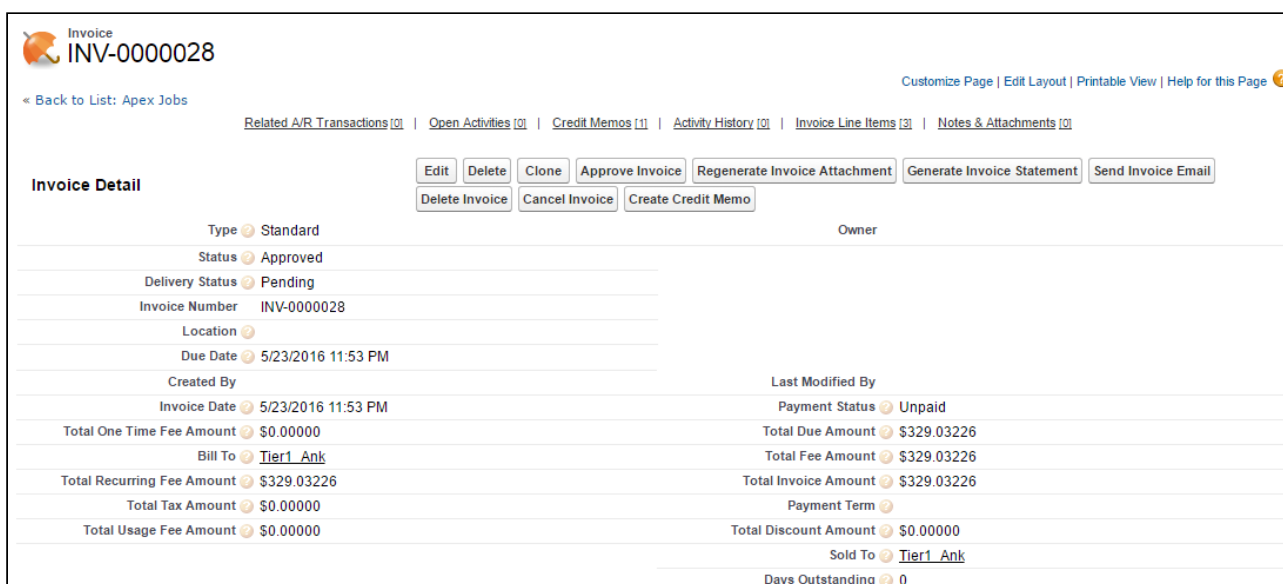 Invoice
INV-0000028
Customize Page | Edit Layout | Printable View | Help for this Page
« Back to List: Apex Jobs
Related A/R Transactions [0] | Open Activities [0] | Credit Memos [1] | Activity History [0] | Invoice Line Items [3] | Notes & Attachments [0]
Invoice Detail
Edit Delete Clone Approve Invoice Regenerate Invoice Attachment Generate Invoice Statement Send Invoice Email
Delete Invoice Cancel Invoice Create Credit Memo
Type Standard Owner
Status Approved
Delivery Status Pending
Invoice Number INV-0000028
Location
Due Date 5/23/2016 11:53 PM
Created By Last Modified By
Invoice Date 5/23/2016 11:53 PM Payment Status Unpaid
Total One Time Fee Amount $0.00000 Total Due Amount $329.03226
Bill To Tier1_Ank Total Fee Amount $329.03226
Total Recurring Fee Amount $329.03226 Total Invoice Amount $329.03226
Total Tax Amount $0.00000 Payment Term
Total Usage Fee Amount $0.00000 Total Discount Amount $0.00000
Sold To Tier1_Ank
Days Outstanding 0